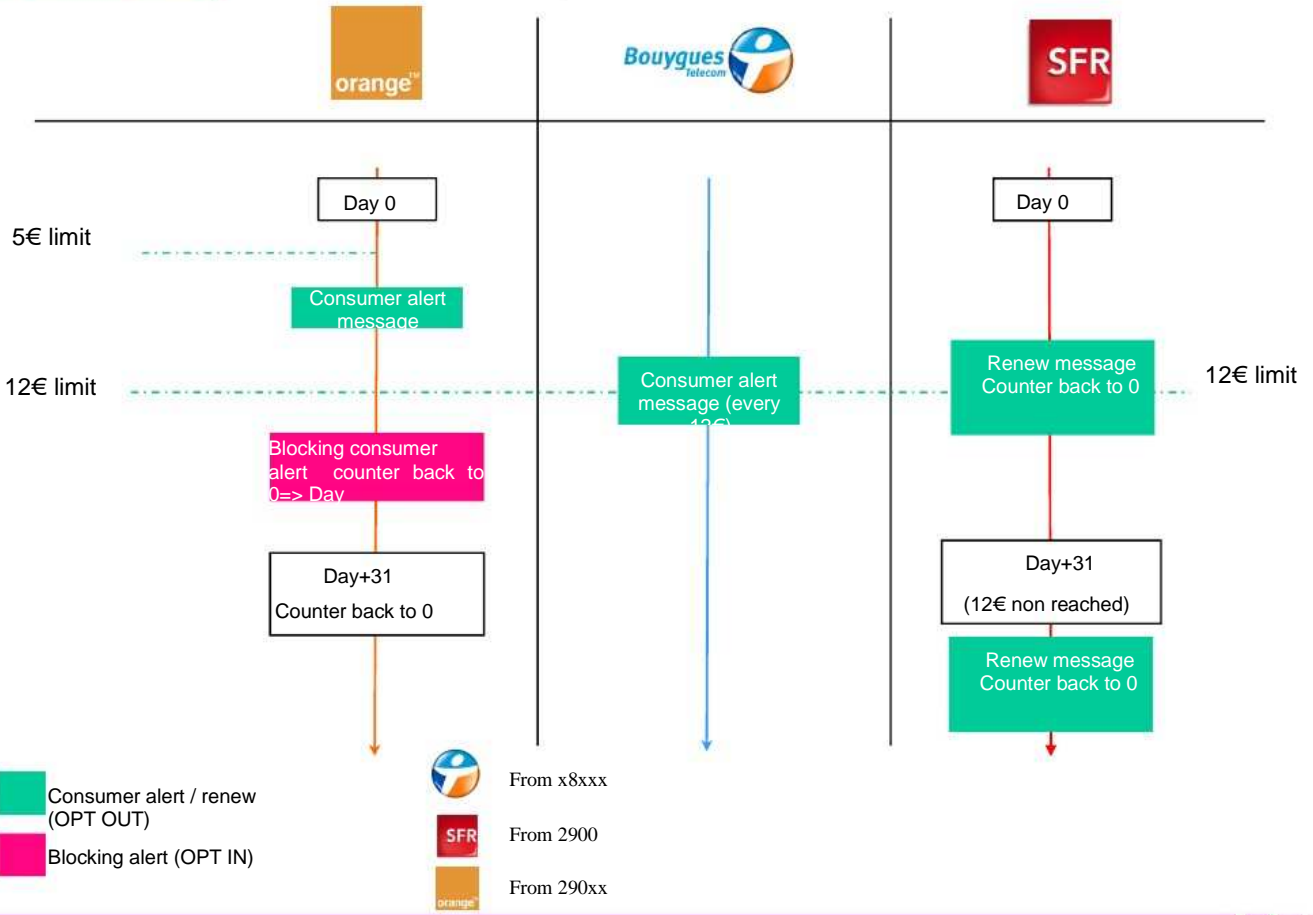 orange™
Bouygues
Telecom
SFR
Day 0
Day 0
5€ limit
Consumer alert
message
12€ limit
Consumer alert
message (every
12€)
Renew message
Counter back to 0
12€ limit
Blocking consumer
alert counter back to
0=> Day
Day+31
Counter back to 0
Day+31
(12€ non reached)
Renew message
Counter back to 0
Consumer alert / renew
(OPT OUT)
Blocking alert (OPT IN)
From x8xxx
SFR
From 2900
orange™
From 290xx